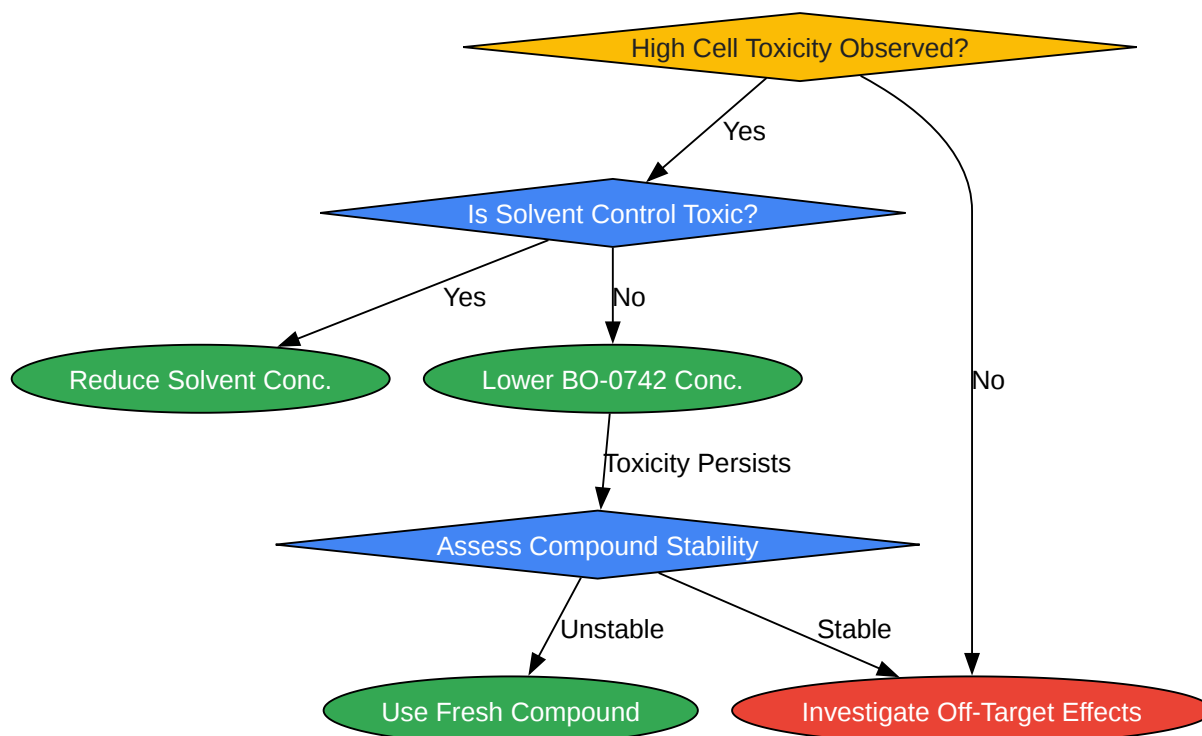 High Cell Toxicity Observed?
Yes
Is Solvent Control Toxic?
Yes
No
Reduce Solvent Conc.
Lower BO-0742 Conc.
No
Toxicity Persists
Assess Compound Stability
Unstable
Stable
Use Fresh Compound
Investigate Off-Target Effects